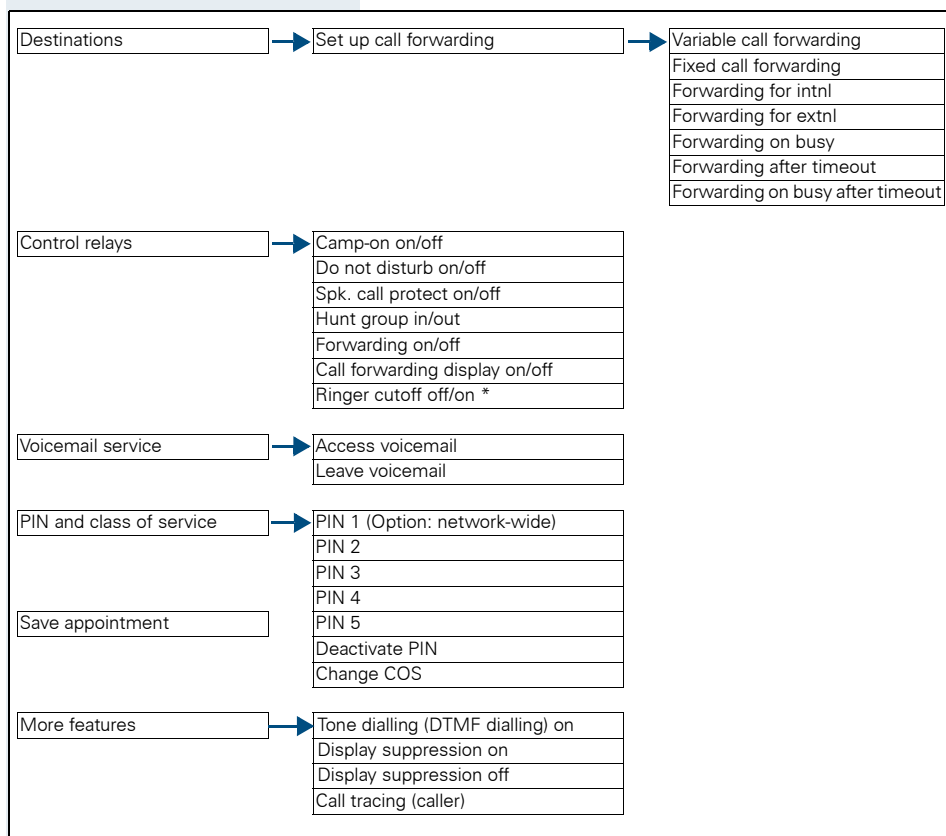 Destinations
Set up call forwarding
Variable call forwarding
Fixed call forwarding
Forwarding for intnl
Forwarding for extnl
Forwarding on busy
Forwarding after timeout
Forwarding on busy after timeout
Control relays
Camp-on on/off
Do not disturb on/off
Spk. call protect on/off
Hunt group in/out
Forwarding on/off
Call forwarding display on/off
Ringer cutoff off/on *
Voicemail service
Access voicemail
Leave voicemail
PIN and class of service
PIN 1 (Option: network-wide)
PIN 2
PIN 3
PIN 4
Save appointment
PIN 5
Deactivate PIN
Change COS
More features
Tone dialling (DTMF dialling) on
Display suppression on
Display suppression off
Call tracing (caller)